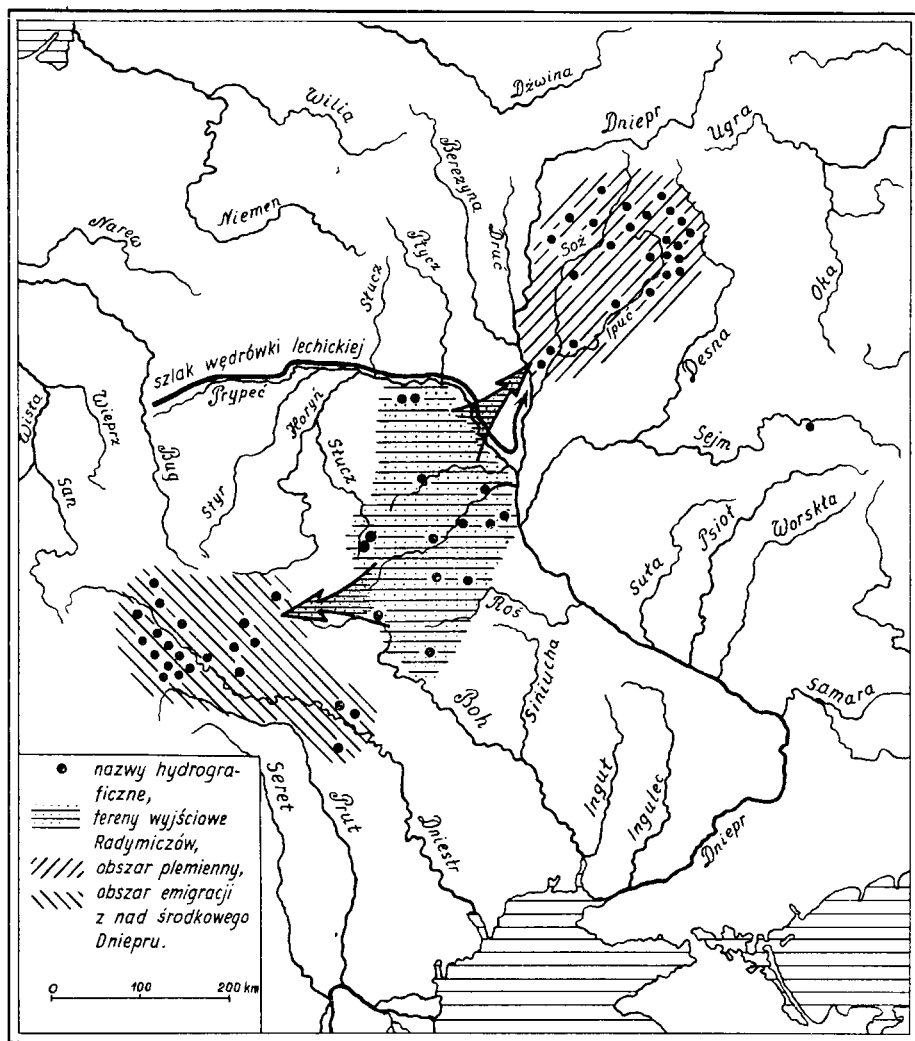 Dźwina
Wilia
Dniepr
Ugra
Berezyna
Niemen
Narew
Druć
Ptycz
Soż
Słucz
Oka
Ipuć
Desna
szlak wędrówki lechickiej
Prypeć
Horyń
Wisła
Wieprz
Bug
Sejm
Słucz
Styr
San
Psioł
Worskła
Suła
Roś
Siniucha
Boh
Samara
Inguł
Ingulec
Seret
Prut
Dniestr
Dniepr
nazwy hydrogra-
ficzne,
tereny wyjściowe
Radymiczów,
obszar plemienny,
obszar emigracji
z nad środkowego
Dniepru.
0 100 200 km